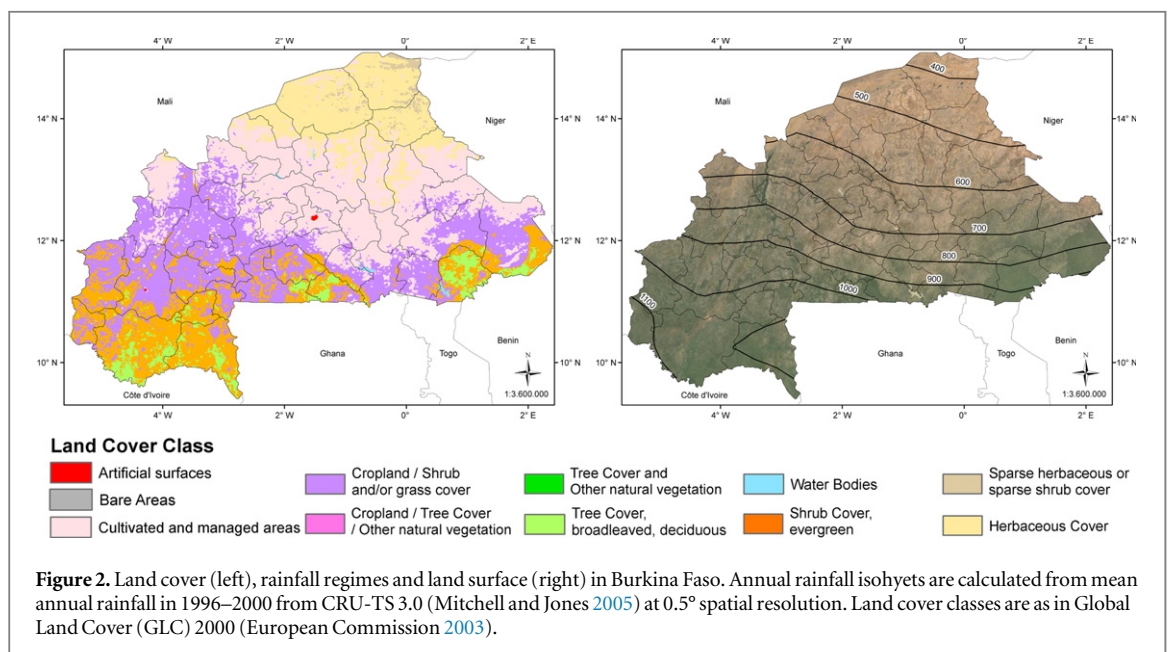 4° W 2° W 0° 2° E
4° W 2° W 0° 2° E
Mali
14° N
Niger
14° N
12° N
12° N
10° N
Ghana
Togo
Benin
10° N
N
Côte d'Ivoire
1:3.600.000
4° W 2° W 0° 2° E
Mali
400
500
14° N
Niger
14° N
600
700
12° N
12° N
800
900
1000
1100
10° N
Ghana
Togo
Benin
10° N
N
Côte d'Ivoire
1:3.600.000
4° W 2° W 0° 2° E
Land Cover Class
Artificial surfaces
Bare Areas
Cultivated and managed areas
Cropland / Shrub
and/or grass cover
Cropland / Tree Cover
/ Other natural vegetation
Tree Cover and
Other natural vegetation
Tree Cover,
broadleaved, deciduous
Water Bodies
Shrub Cover,
evergreen
Sparse herbaceous or
sparse shrub cover
Herbaceous Cover
Figure 2. Land cover (left), rainfall regimes and land surface (right) in Burkina Faso. Annual rainfall isohyets are calculated from mean
annual rainfall in 1996–2000 from CRU-TS 3.0 (Mitchell and Jones 2005) at 0.5° spatial resolution. Land cover classes are as in Global
Land Cover (GLC) 2000 (European Commission 2003).